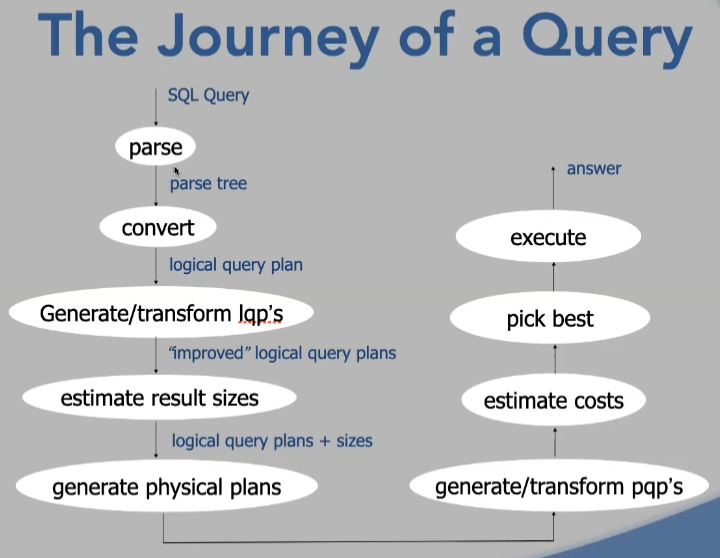 The Journey of a Query
SQL Query
parse
parse tree
convert
logical query plan
Generate/transform lqp's
“improved” logical query plans
estimate result sizes
logical query plans + sizes
generate physical plans
generate/transform pqp's
estimate costs
pick best
execute
answer